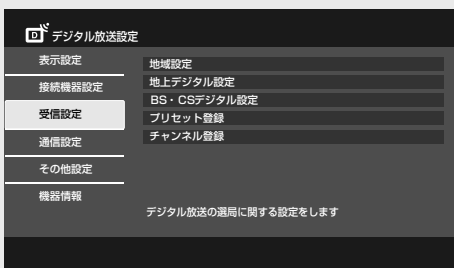 D デジタル放送設定
表示設定
接続機器設定
受信設定
通信設定
その他設定
機器情報
地域設定
地上デジタル設定
BS・CSデジタル設定
プリセット登録
チャンネル登録
デジタル放送の選局に関する設定をします